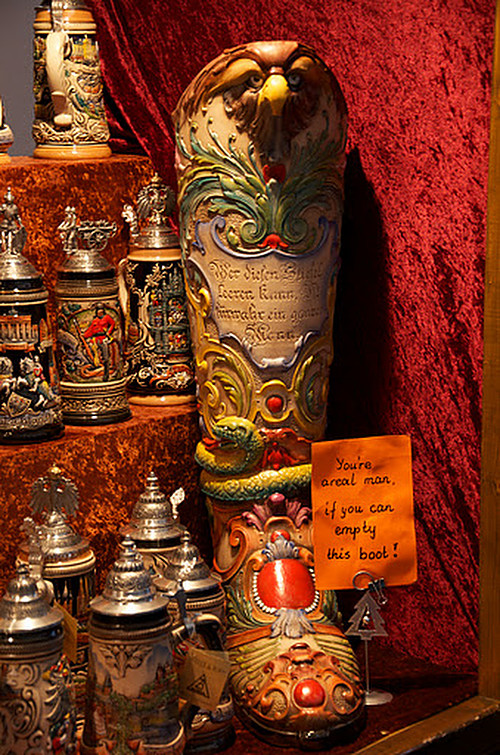 Wer diesen Stiefel
leeren kann, Ist
fürwahr ein ganzer
Mann
You're
areal man,
if you can
empty
this boot!